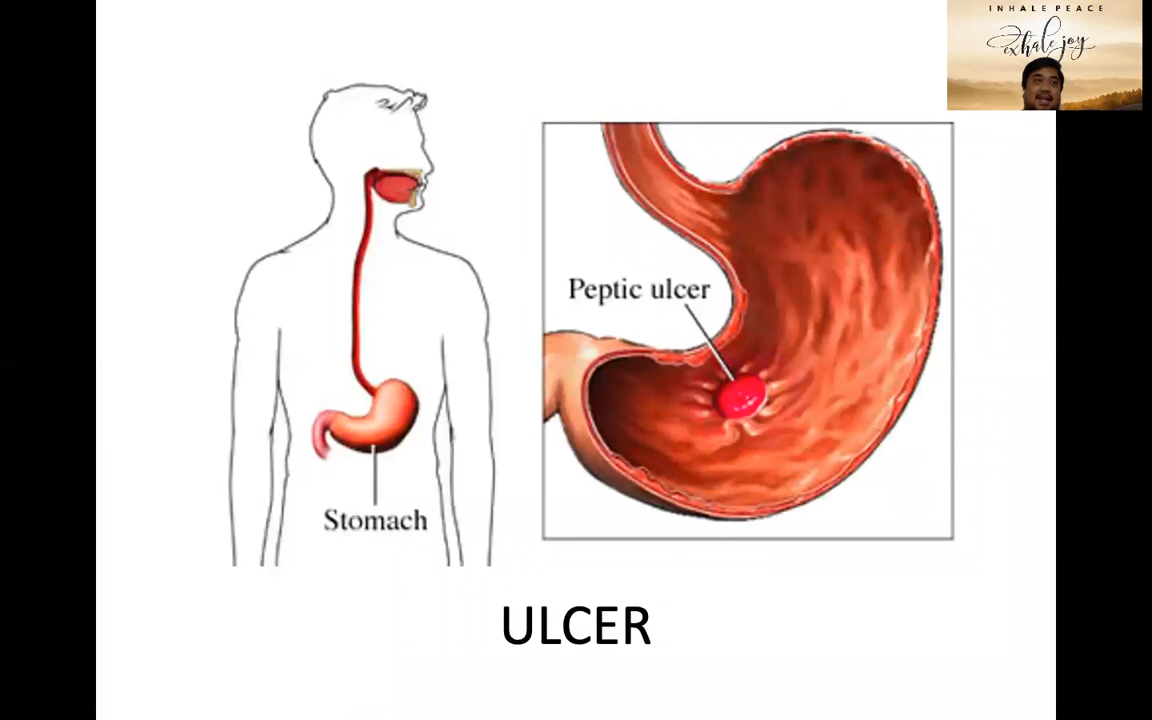 INHALE PEACE
exhale joy
Peptic ulcer
Stomach
ULCER